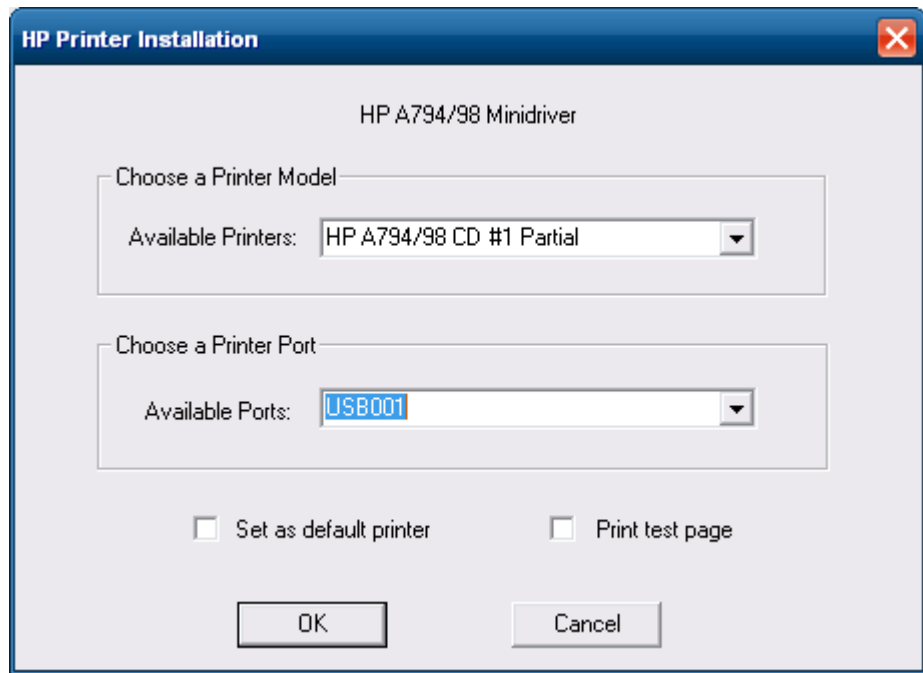 HP Printer Installation
HP A794/98 Minidriver
Choose a Printer Model
Available Printers: HP A794/98 CD #1 Partial
Choose a Printer Port
Available Ports: USB001
Set as default printer Print test page
OK Cancel